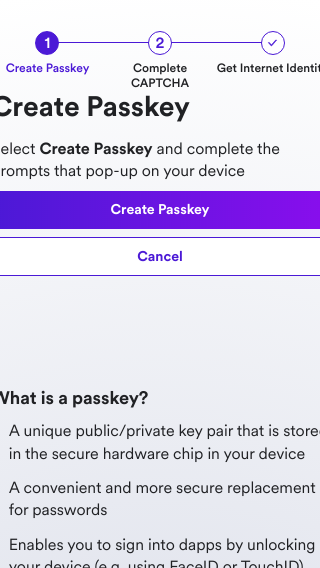 1 2
Create Passkey Complete Get Internet Identit
CAPTCHA
Create Passkey
elect Create Passkey and complete the
rompts that pop-up on your device
Create Passkey
Cancel
What is a passkey?
A unique public/private key pair that is store
in the secure hardware chip in your device
A convenient and more secure replacement
for passwords
Enables you to sign into dapps by unlocking
your device (e.g. using FaceID or TouchID)